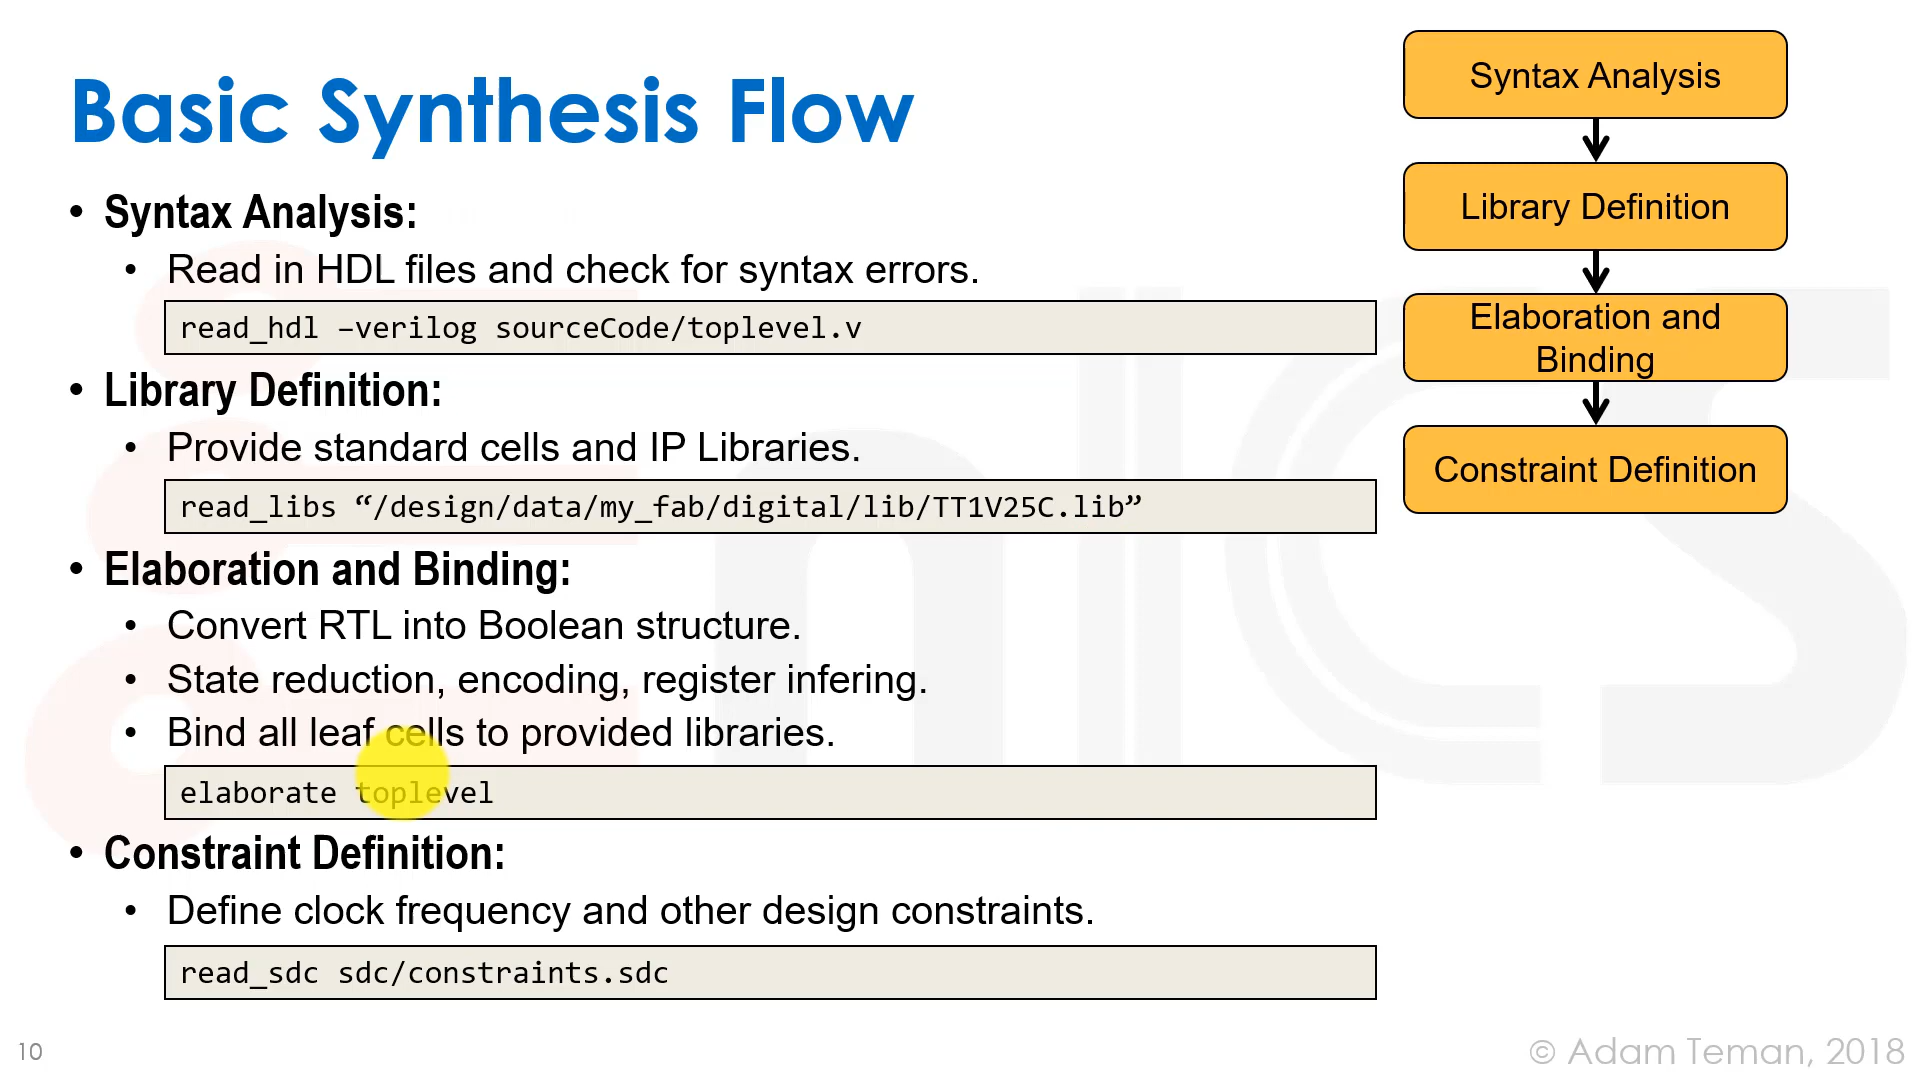 Basic Synthesis Flow
• Syntax Analysis:
• Read in HDL files and check for syntax errors.
read_hdl –verilog sourceCode/toplevel.v
• Library Definition:
• Provide standard cells and IP Libraries.
read_libs “/design/data/my_fab/digital/lib/TT1V25C.lib”
• Elaboration and Binding:
• Convert RTL into Boolean structure.
• State reduction, encoding, register infering.
• Bind all leaf cells to provided libraries.
elaborate toplevel
• Constraint Definition:
• Define clock frequency and other design constraints.
read_sdc sdc/constraints.sdc
Syntax Analysis
Library Definition
Elaboration and
Binding
Constraint Definition
enICS
10
© Adam Teman, 2018